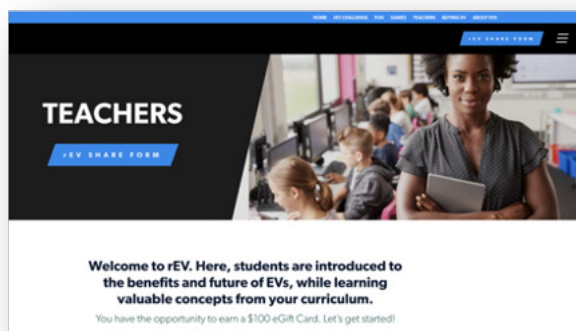 HOME rEV CHALLENGE FUN GAMES TEACHERS BUYING EV ABOUT EVS
rEV SHARE FORM
TEACHERS
rEV SHARE FORM
Welcome to rEV. Here, students are introduced to
the benefits and future of EVs, while learning
valuable concepts from your curriculum.
You have the opportunity to earn a $100 eGift Card. Let's get started!